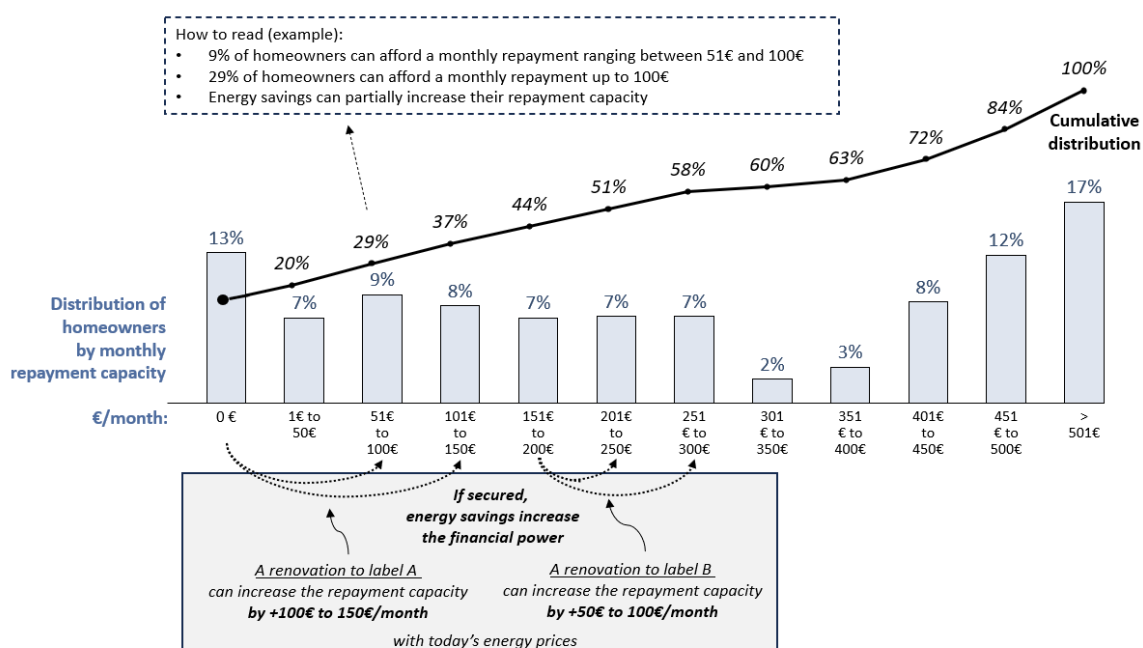 How to read (example):
• 9% of homeowners can afford a monthly repayment ranging between 51€ and 100€
• 29% of homeowners can afford a monthly repayment up to 100€
• Energy savings can partially increase their repayment capacity
100%
84%
72%
63%
60%
58%
51%
44%
37%
29%
20%
Cumulative
distribution
13%
7%
9%
8%
7%
7%
7%
2%
3%
8%
12%
17%
Distribution of
homeowners
by monthly
repayment capacity
€/month:
0 €
1€ to
50€
51€
to
100€
101€
to
150€
151€
to
200€
201€
to
250€
251
€ to
300€
301
€ to
350€
351
€ to
400€
401€
to
450€
451
€ to
500€
>
501€
If secured,
energy savings increase
the financial power
A renovation to label A
can increase the repayment capacity
by +100€ to 150€/month
A renovation to label B
can increase the repayment capacity
by +50€ to 100€/month
with today's energy prices